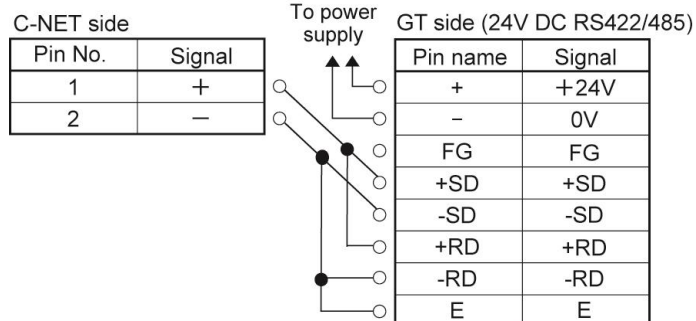 C-NET side
Pin No. Signal
1 +
2 −
To power
supply
GT side (24V DC RS422/485)
Pin name Signal
+ +24V
− 0V
FG FG
+SD +SD
-SD -SD
+RD +RD
-RD -RD
E E